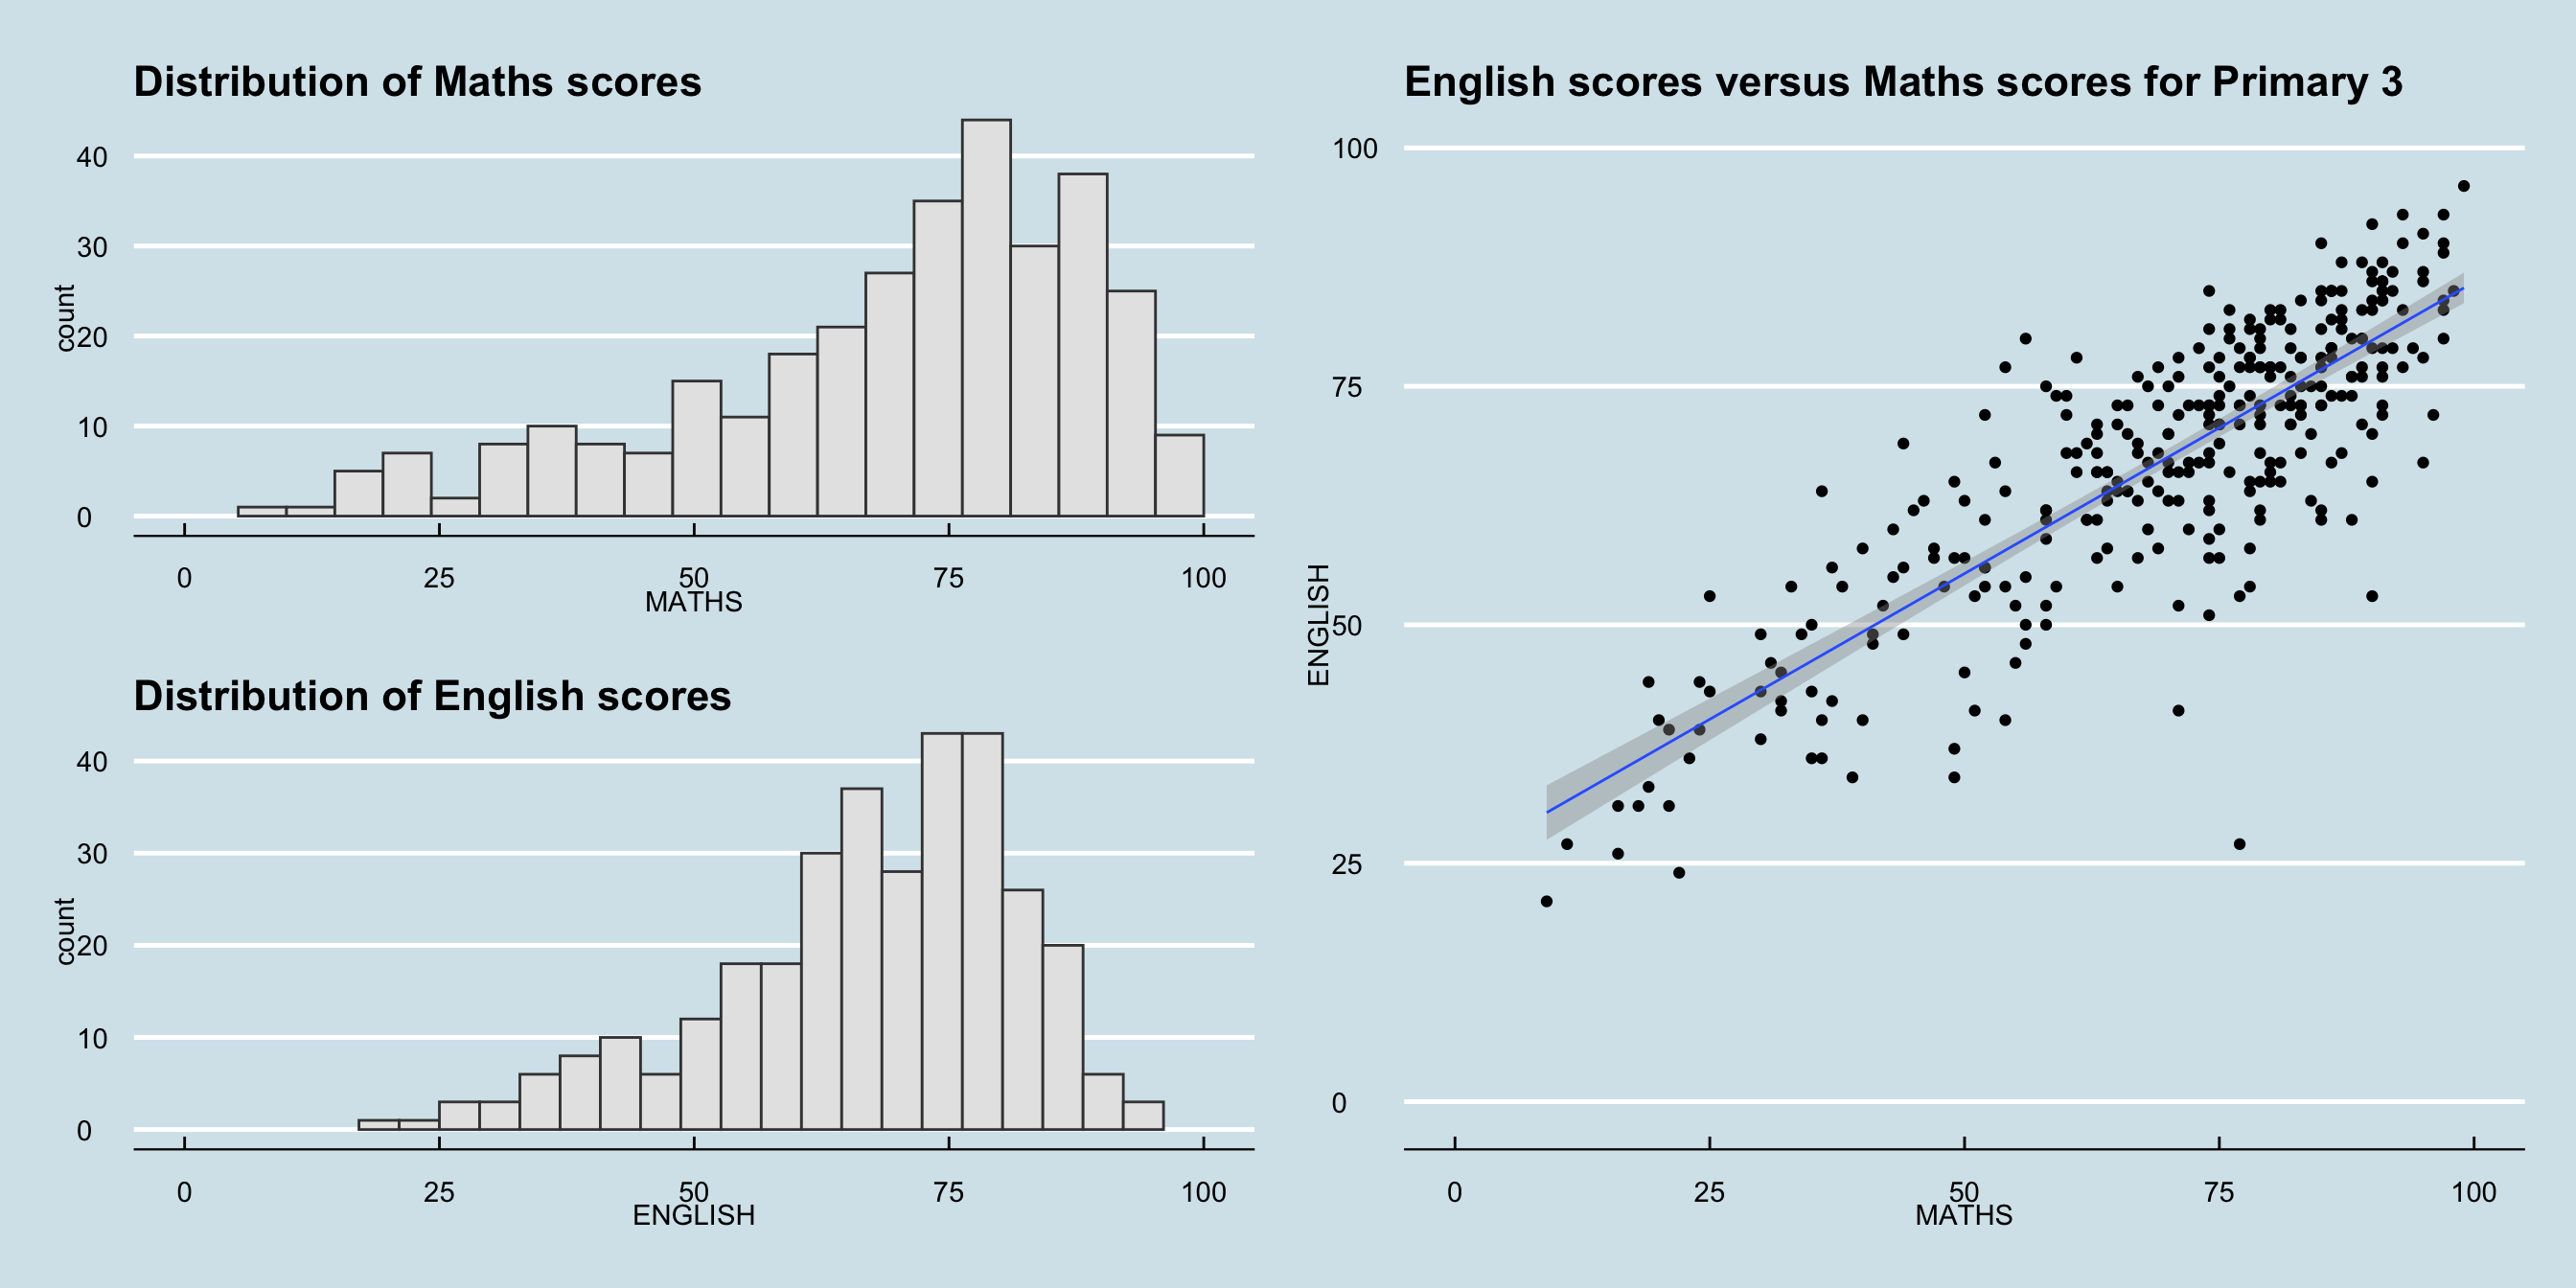 Distribution of Maths scores
40
30
20
10
0
count
0 25 50 75 100
MATHS
Distribution of English scores
40
30
20
10
0
count
0 25 50 75 100
ENGLISH
English scores versus Maths scores for Primary 3
100
75
50
25
0
ENGLISH
0 25 50 75 100
MATHS